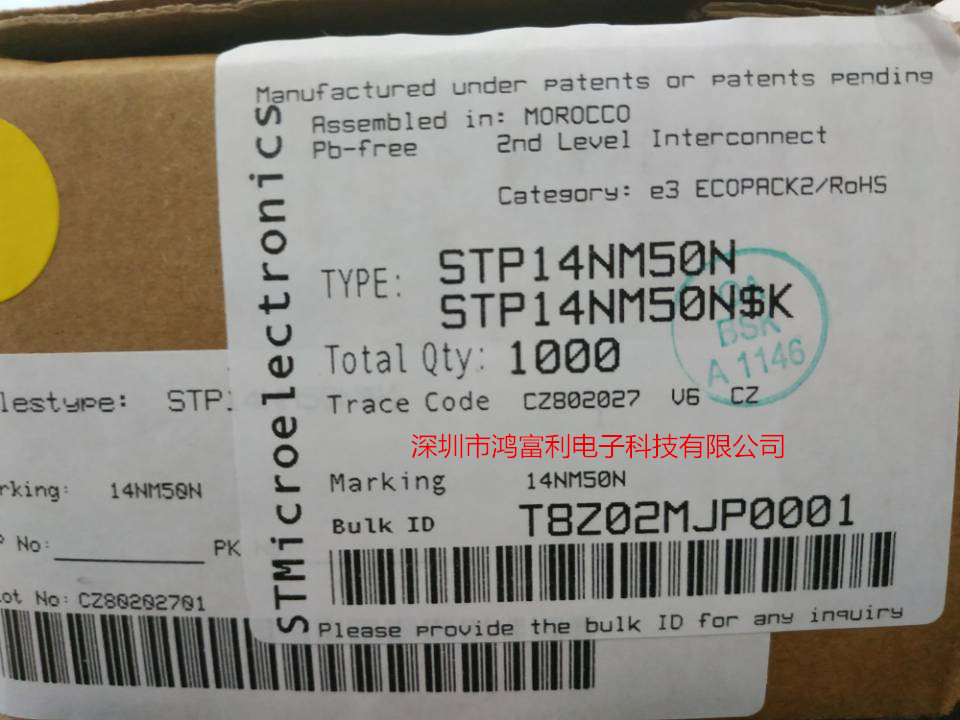 Manufactured under patents or patents pending
Assembled in: MOROCCO
Pb-free 2nd Level Interconnect
Category: e3 ECOPACK2/RoHS
STMicroelectronics
TYPE: STP14NM50N
STP14NM50N$K
QA
BSK
A 1146
Total Qty: 1000
Trace Code CZ802027 V6 CZ
深圳市鸿富利电子科技有限公司
Marking 14NM50N
Bulk ID T8Z02MJP0001
Please provide the bulk ID for any inquiry
lestype: STP1
rking: 14NM50N
No: PK
ot No: CZ80202701